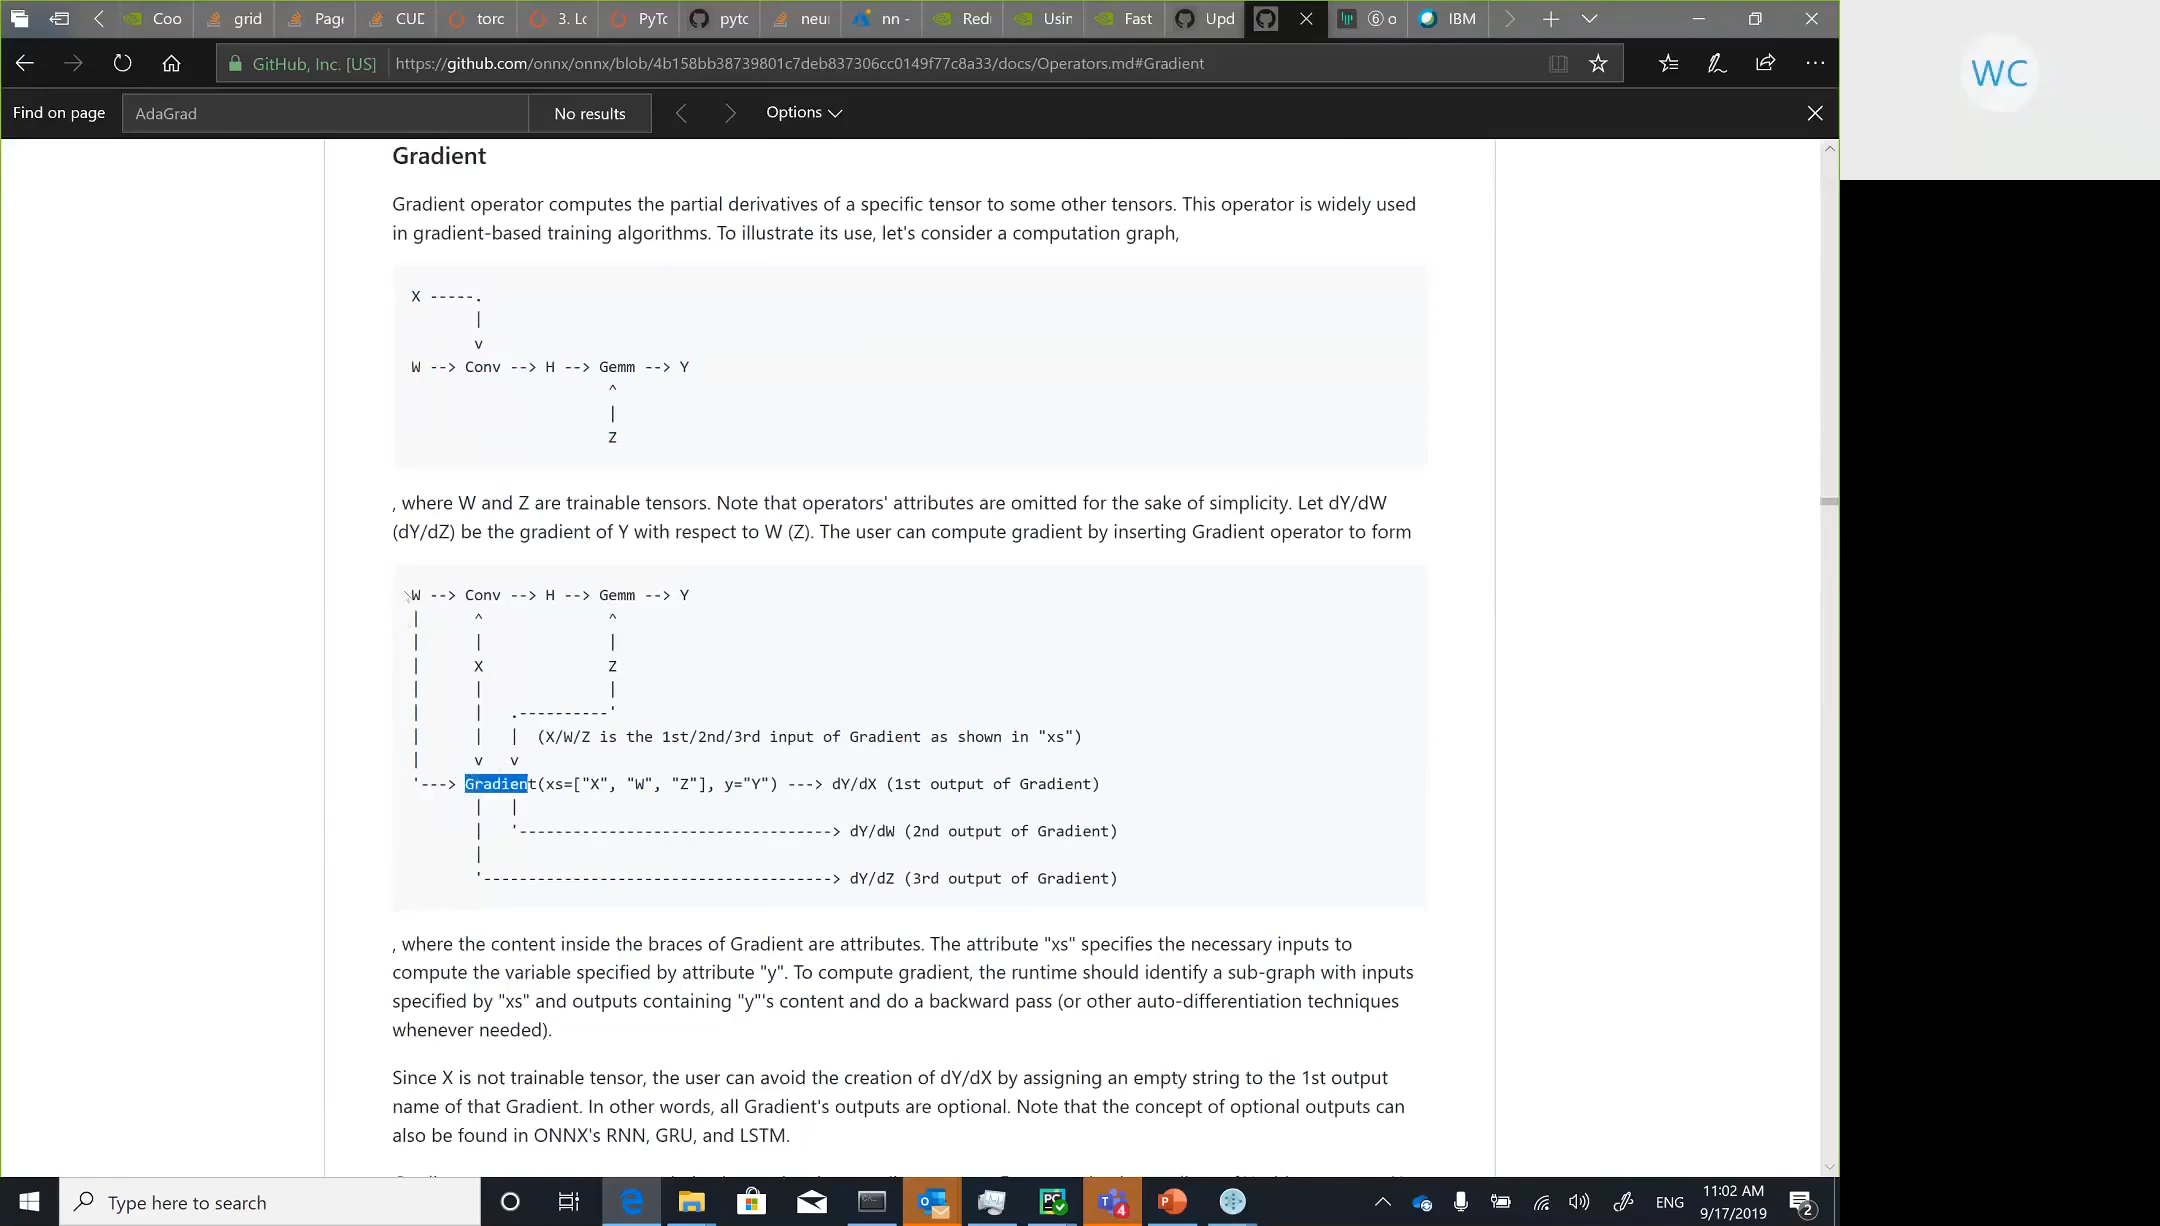 Coo
grid
Page
CUD
torc
3. Lo
PyTo
pytc
neur
nn -
Red
Usin
Fast
Upd
⑥ o
IBM
GitHub, Inc. [US]
https://github.com/onnx/onnx/blob/4b158bb38739801c7deb837306cc0149f77c8a33/docs/Operators.md#Gradient
WC
Find on page
AdaGrad
No results
Options
Gradient
Gradient operator computes the partial derivatives of a specific tensor to some other tensors. This operator is widely used
in gradient-based training algorithms. To illustrate its use, let's consider a computation graph,
X -----.
       |
       v
W --> Conv --> H --> Gemm --> Y
                      ^
                      |
                      Z
, where W and Z are trainable tensors. Note that operators' attributes are omitted for the sake of simplicity. Let dY/dW
(dY/dZ) be the gradient of Y with respect to W (Z). The user can compute gradient by inserting Gradient operator to form
W --> Conv --> H --> Gemm --> Y
|      ^              ^
|      |              |
|      X              Z
|      |              |
|      |   .----------'
|      |   |  (X/W/Z is the 1st/2nd/3rd input of Gradient as shown in "xs")
|      v   v
'---> Gradient(xs=["X", "W", "Z"], y="Y") ---> dY/dX (1st output of Gradient)
       |   |
       |   '-----------------------------------> dY/dW (2nd output of Gradient)
       |
       '---------------------------------------> dY/dZ (3rd output of Gradient)
, where the content inside the braces of Gradient are attributes. The attribute "xs" specifies the necessary inputs to
compute the variable specified by attribute "y". To compute gradient, the runtime should identify a sub-graph with inputs
specified by "xs" and outputs containing "y"'s content and do a backward pass (or other auto-differentiation techniques
whenever needed).
Since X is not trainable tensor, the user can avoid the creation of dY/dX by assigning an empty string to the 1st output
name of that Gradient. In other words, all Gradient's outputs are optional. Note that the concept of optional outputs can
also be found in ONNX's RNN, GRU, and LSTM.
Type here to search
4
ENG
11:02 AM
9/17/2019
2